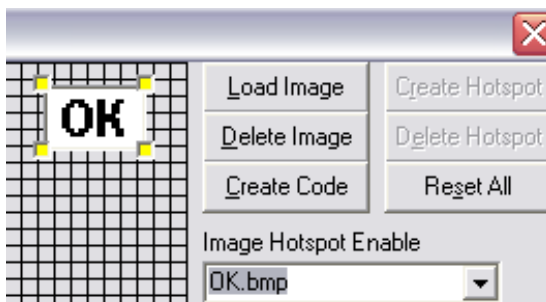 OK
Load Image Create Hotspot
Delete Image Delete Hotspot
Create Code Reset All
Image Hotspot Enable
OK.bmp